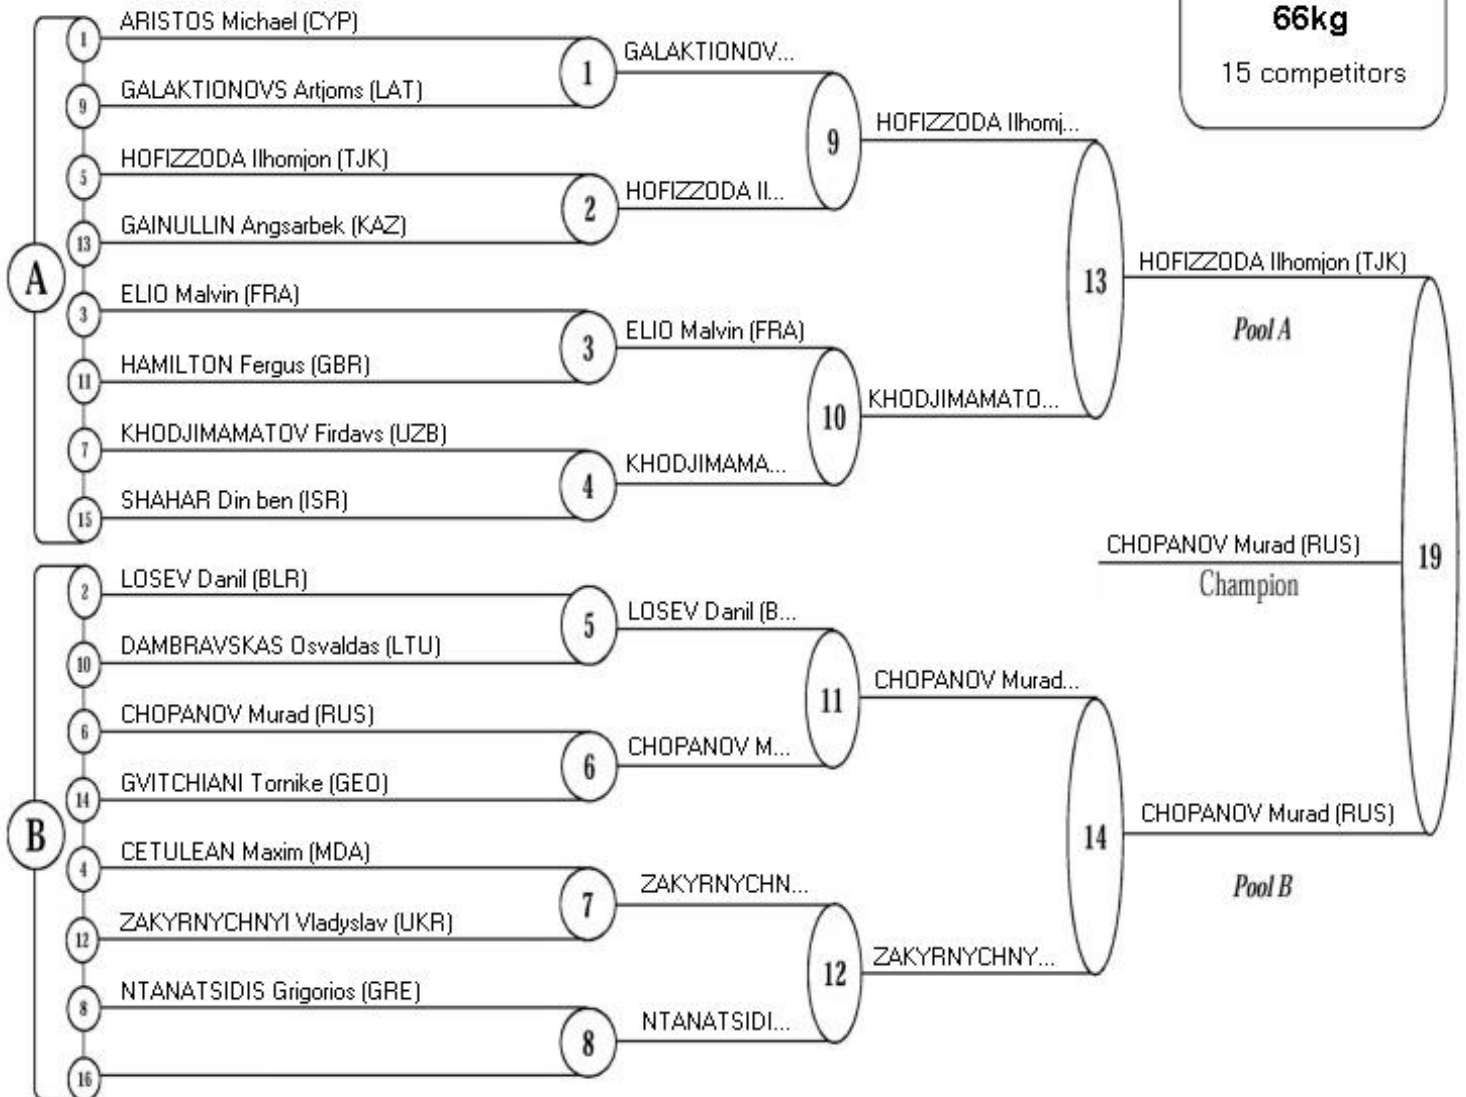 66kg
15 competitors
A
1
ARISTOS Michael (CYP)
9
GALAKTIONOVS Artjoms (LAT)
5
HOFIZZODA Ilhomjon (TJK)
13
GAINULLIN Angsarbek (KAZ)
3
ELIO Malvin (FRA)
11
HAMILTON Fergus (GBR)
7
KHODJIMAMATOV Firdavs (UZB)
15
SHAHAR Din ben (ISR)
B
2
LOSEV Danil (BLR)
10
DAMBRAVSKAS Osvaldas (LTU)
6
CHOPANOV Murad (RUS)
14
GVITCHIANI Tornike (GEO)
4
CETULEAN Maxim (MDA)
12
ZAKYRNYCHNYI Vladyslav (UKR)
8
NTANATSIDIS Grigorios (GRE)
16
1
GALAKTIONOV...
2
HOFIZZODA Il...
3
ELIO Malvin (FRA)
4
KHODJIMAMA...
5
LOSEV Danil (B...
6
CHOPANOV M...
7
ZAKYRNYCHN...
8
NTANATSIDI...
9
HOFIZZODA Ilhomj...
10
KHODJIMAMATO...
11
CHOPANOV Murad...
12
ZAKYRNYCHNY...
13
HOFIZZODA Ilhomjon (TJK)
Pool A
14
CHOPANOV Murad (RUS)
Pool B
19
CHOPANOV Murad (RUS)
Champion